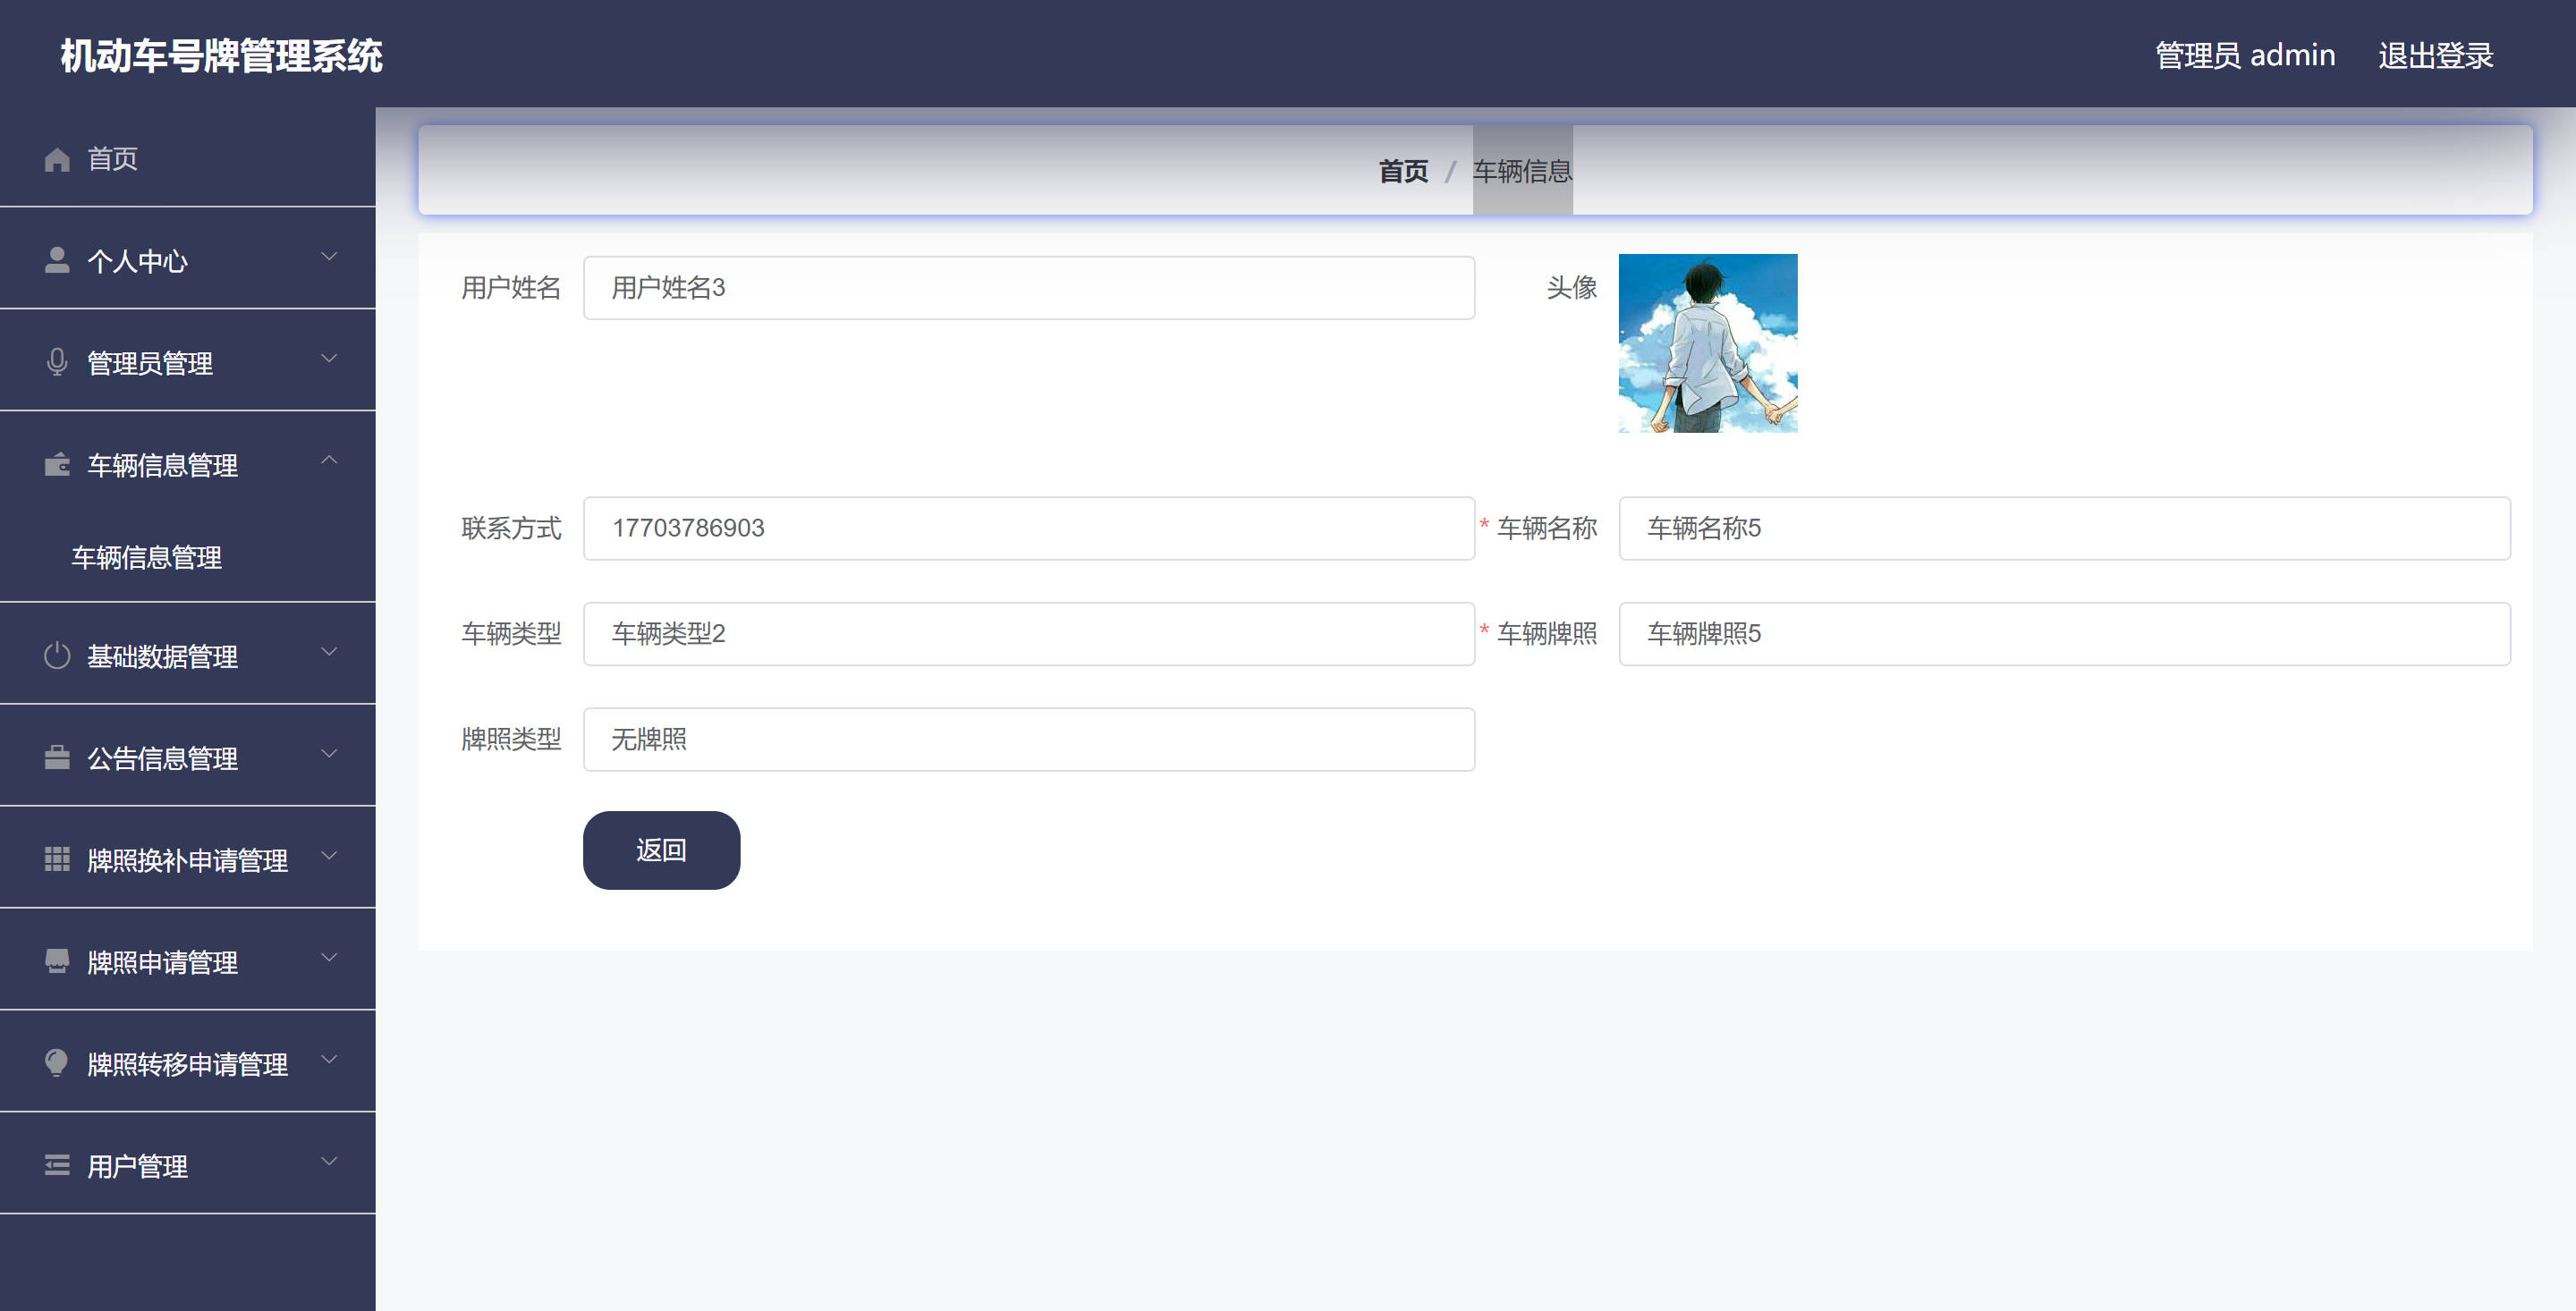 机动车号牌管理系统
管理员 admin 退出登录
首页
个人中心
管理员管理
车辆信息管理
车辆信息管理
基础数据管理
公告信息管理
牌照换补申请管理
牌照申请管理
牌照转移申请管理
用户管理
首页 / 车辆信息
用户姓名 用户姓名3 头像
联系方式 17703786903 * 车辆名称 车辆名称5
车辆类型 车辆类型2 * 车辆牌照 车辆牌照5
牌照类型 无牌照
返回